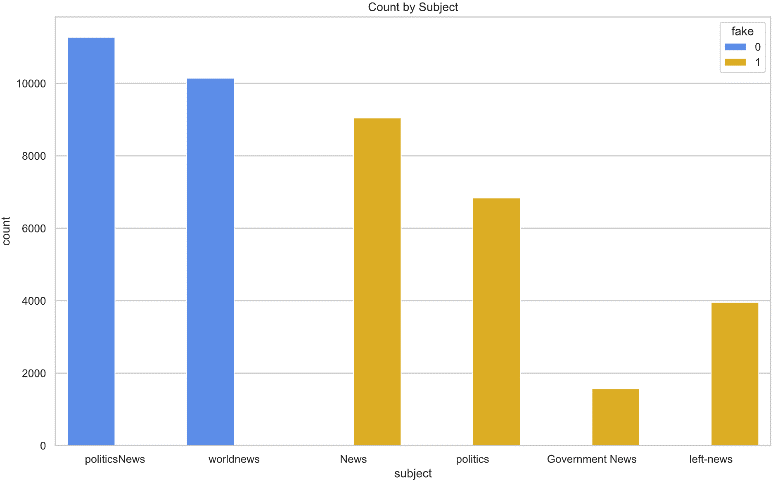 Count by Subject
fake
0
1
10000
8000
6000
4000
2000
0
count
politicsNews worldnews News politics Government News left-news
subject